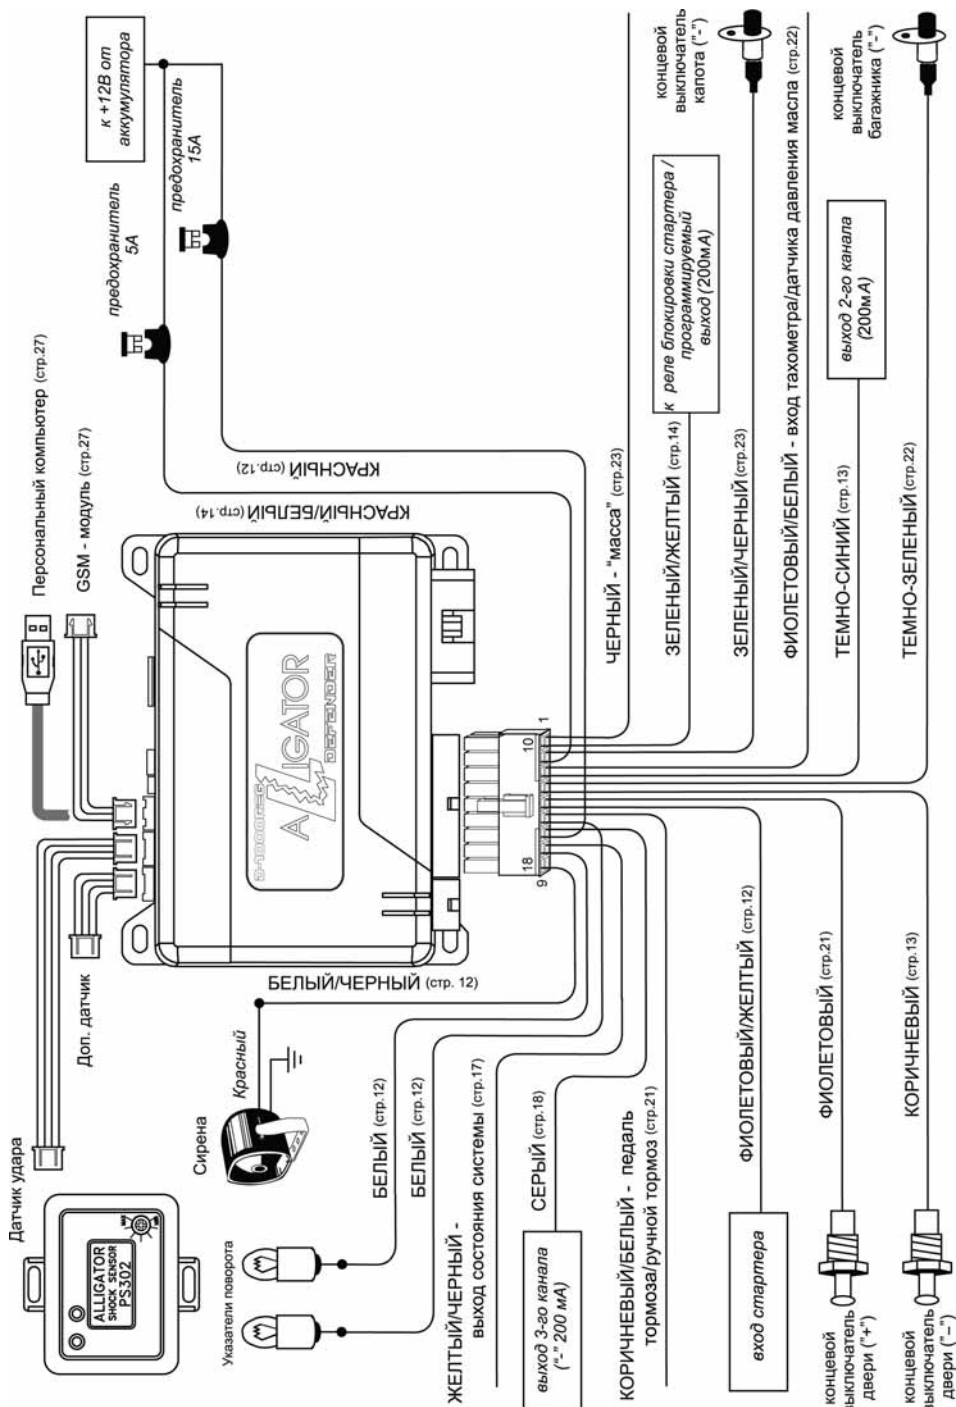 к +12В от
аккумулятора
предохранитель
5А
предохранитель
15А
Персональный компьютер (стр.27)
GSM - модуль (стр.27)
КРАСНЫЙ (стр.12)
КРАСНЫЙ/БЕЛЫЙ (стр.14)
концевой
выключатель
капота ("-")
к реле блокировки стартера /
программируемый
выход (200мА)
концевой
выключатель
багажника ("-")
выход 2-го канала
(200мА)
ЧЕРНЫЙ - "масса" (стр.23)
ЗЕЛЕНЫЙ/ЖЕЛТЫЙ (стр.14)
ЗЕЛЕНЫЙ/ЧЕРНЫЙ (стр.23)
ФИОЛЕТОВЫЙ/БЕЛЫЙ - вход тахометра/датчика давления масла (стр.22)
ТЕМНО-СИНИЙ (стр.13)
ТЕМНО-ЗЕЛЕНЫЙ (стр.22)
ALLIGATOR
DEFENDER
10
1
18
9
Датчик удара
Доп. датчик
ALLIGATOR
SHOCK SENSOR
PS302
Сирена
Красный
БЕЛЫЙ/ЧЕРНЫЙ (стр. 12)
Указатели поворота
БЕЛЫЙ (стр.12)
БЕЛЫЙ (стр.12)
ЖЕЛТЫЙ/ЧЕРНЫЙ -
выход состояния системы (стр.17)
СЕРЫЙ (стр.18)
выход 3-го канала
("-" 200 мА)
КОРИЧНЕВЫЙ/БЕЛЫЙ - педаль
тормоза/ручной тормоз (стр.21)
ФИОЛЕТОВЫЙ/ЖЕЛТЫЙ (стр.12)
вход стартера
ФИОЛЕТОВЫЙ (стр.21)
концевой
выключатель
двери ("+")
КОРИЧНЕВЫЙ (стр.13)
концевой
выключатель
двери ("–")